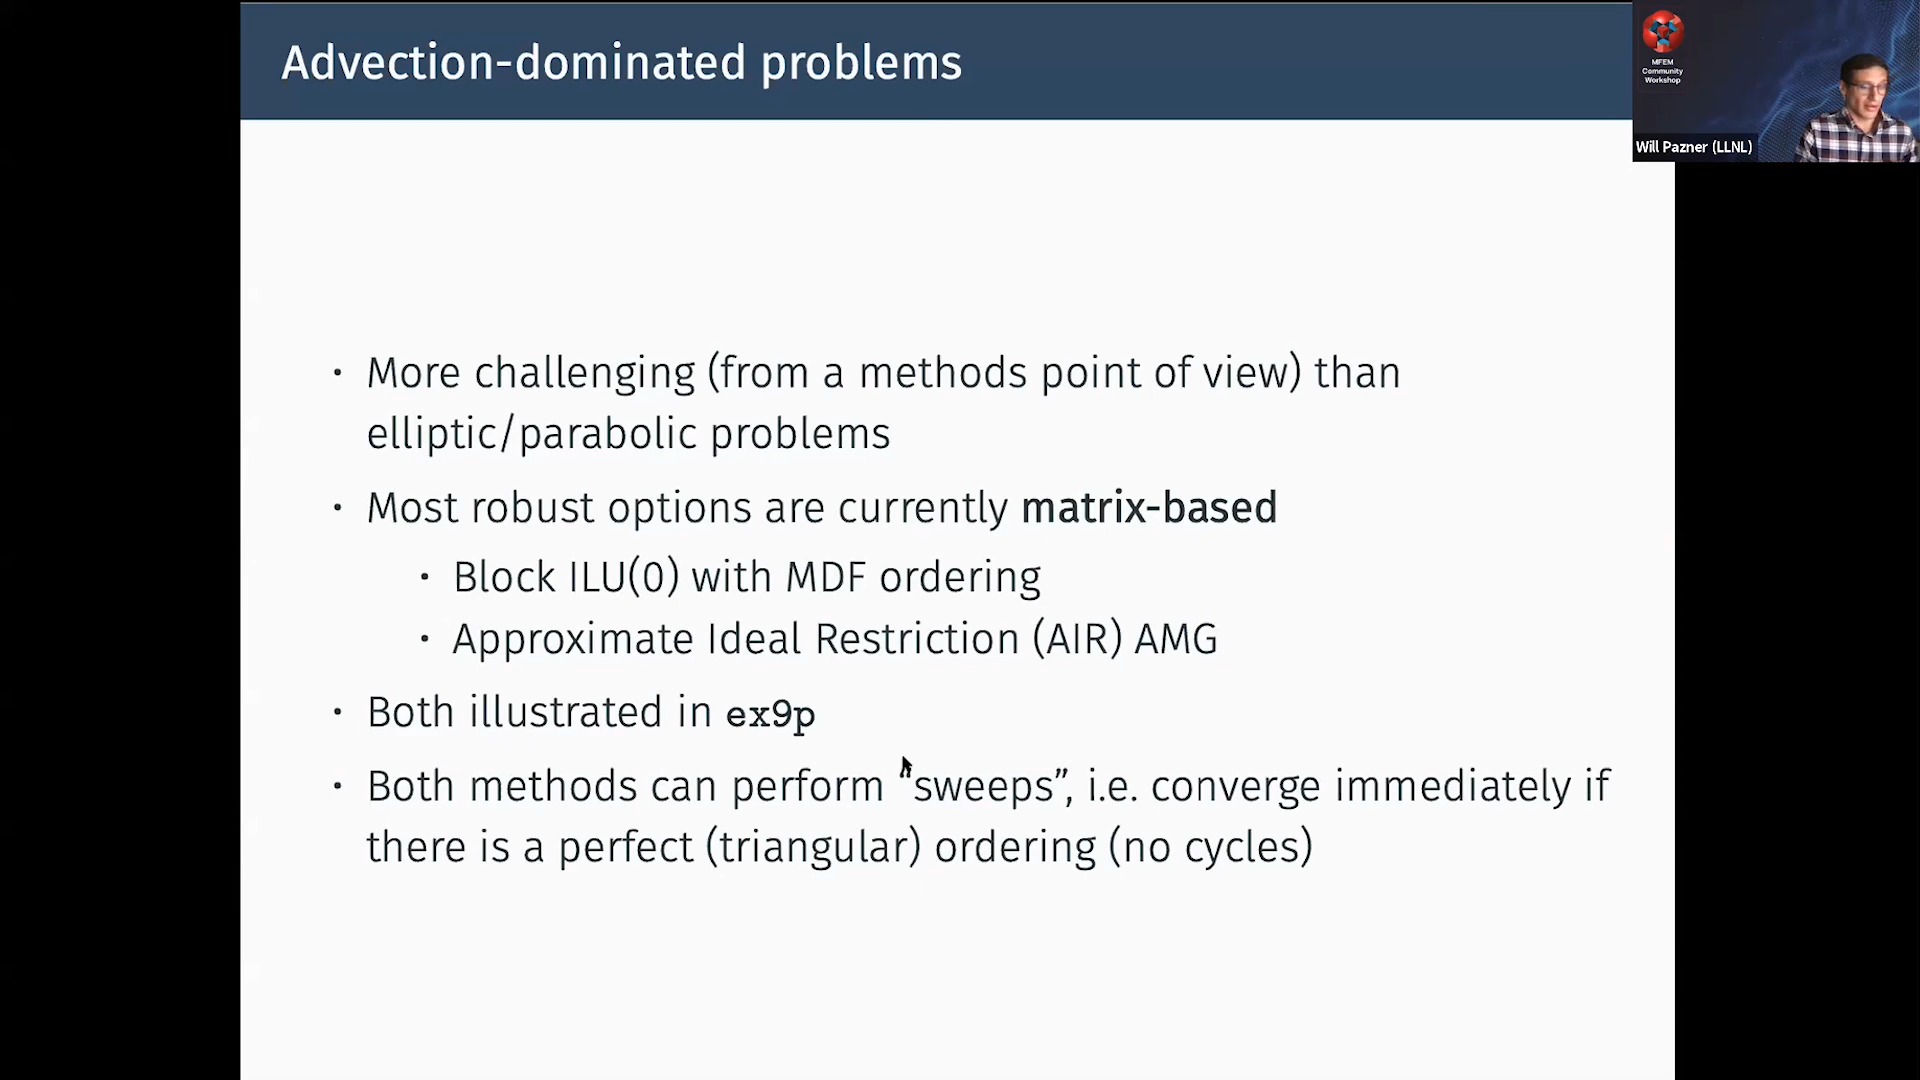 Advection-dominated problems
MFEM
Community
Workshop
Will Pazner (LLNL)
• More challenging (from a methods point of view) than
elliptic/parabolic problems
• Most robust options are currently matrix-based
• Block ILU(0) with MDF ordering
• Approximate Ideal Restriction (AIR) AMG
• Both illustrated in ex9p
• Both methods can perform “sweeps”, i.e. converge immediately if
there is a perfect (triangular) ordering (no cycles)